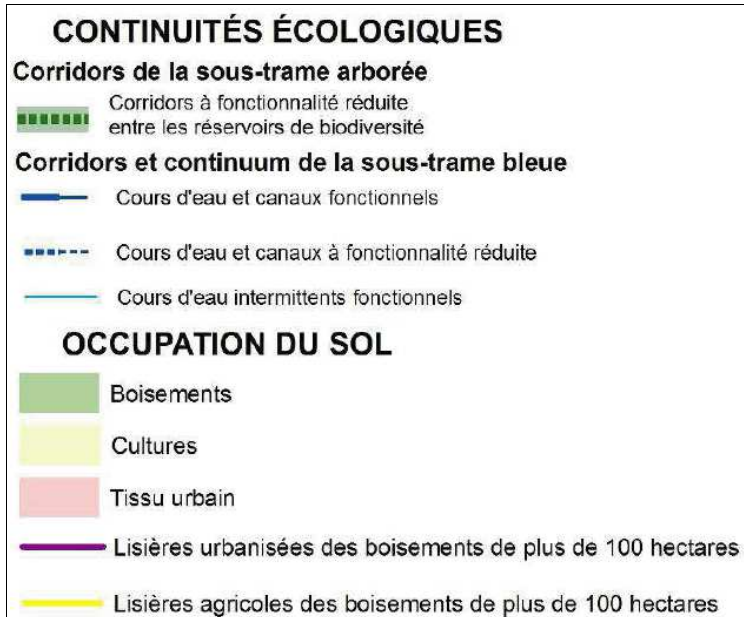 CONTINUITÉS ÉCOLOGIQUES
Corridors de la sous-trame arborée
Corridors à fonctionnalité réduite
entre les réservoirs de biodiversité
Corridors et continuum de la sous-trame bleue
Cours d'eau et canaux fonctionnels
Cours d'eau et canaux à fonctionnalité réduite
Cours d'eau intermittents fonctionnels
OCCUPATION DU SOL
Boisements
Cultures
Tissu urbain
Lisières urbanisées des boisements de plus de 100 hectares
Lisières agricoles des boisements de plus de 100 hectares